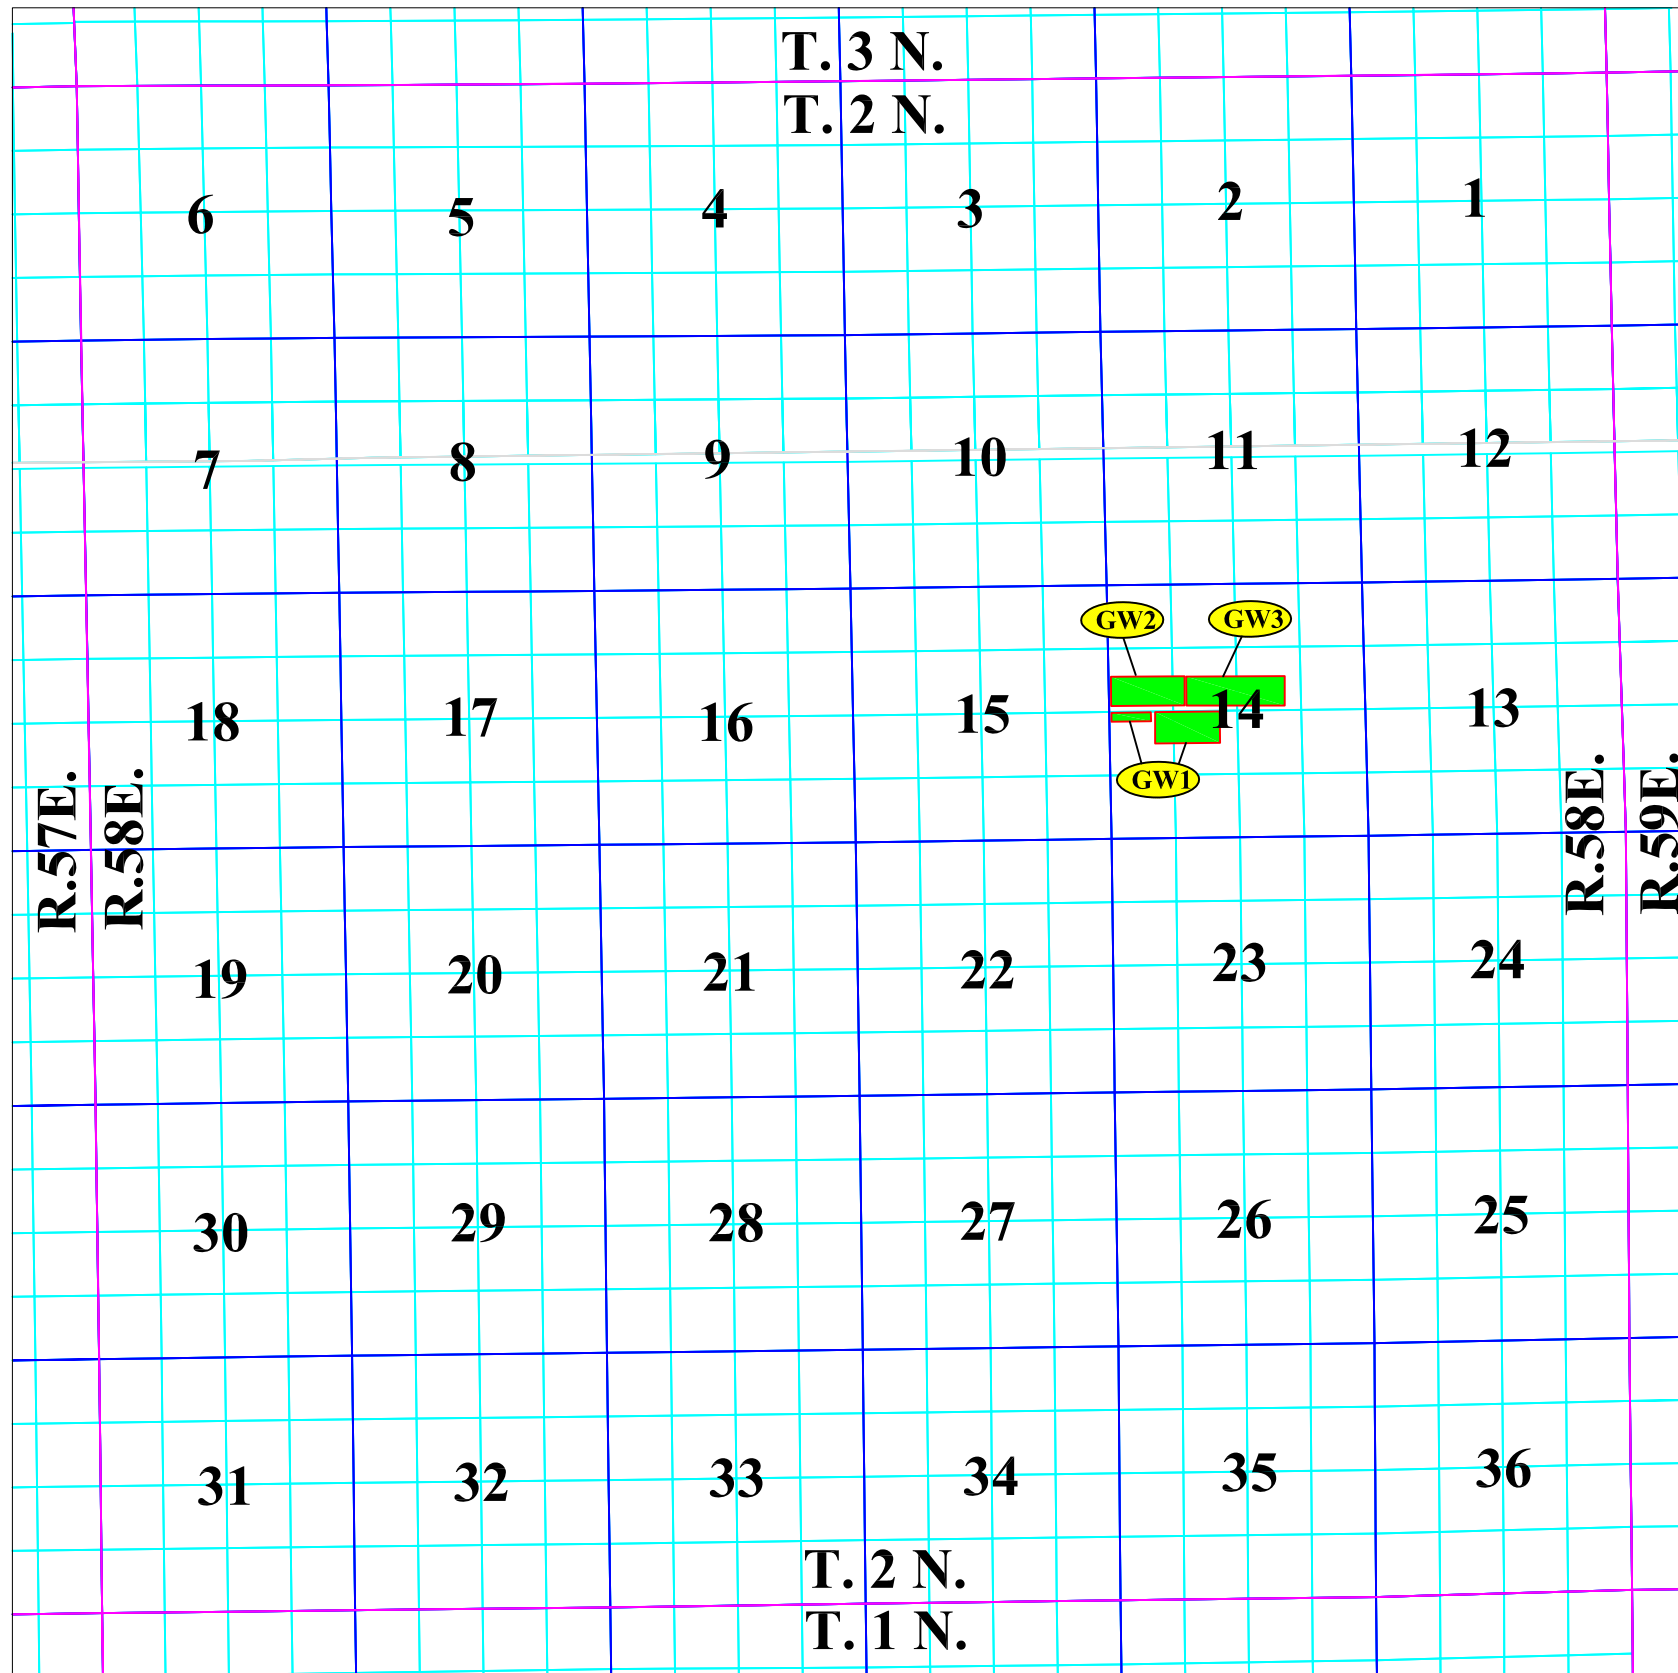 T. 3 N.
T. 2 N.
6 5 4 3 2 1
7 8 9 10 11 12
GW2 GW3
18 17 16 15 14 13
GW1
R.57E. R.58E. R.58E. R.59E.
19 20 21 22 23 24
30 29 28 27 26 25
31 32 33 34 35 36
T. 2 N.
T. 1 N.